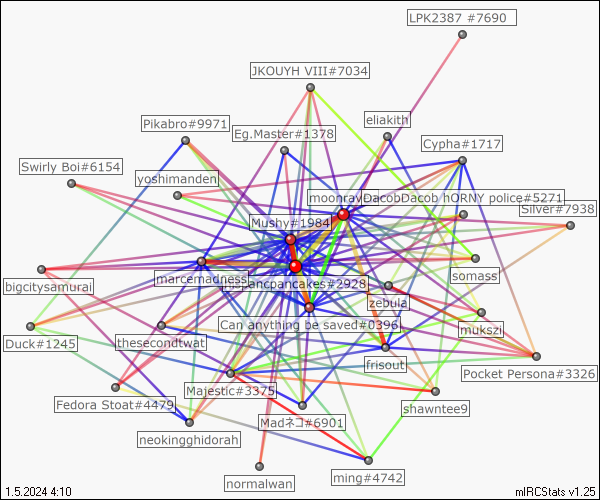 LPK2387 #7690
JKOUYH VIII#7034
eliakith
Pikabro#9971
Eg.Master#1378
Cypha#1717
Swirly Boi#6154
yoshimanden
hORNY police#5271
Silver#7938
Mushy#1984
somass
marcemadness
ancpancakes#2928
bigcitysamurai
zebula
Can anything be saved#0396
mukszi
Duck#1245
thesecondtwat
frisout
Pocket Persona#3326
Majestic#3375
Fedora Stoat#4479
shawntee9
Madネコ#6901
neokingghidorah
normalwan
ming#4742
1.5.2024 4:10
mIRCStats v1.25